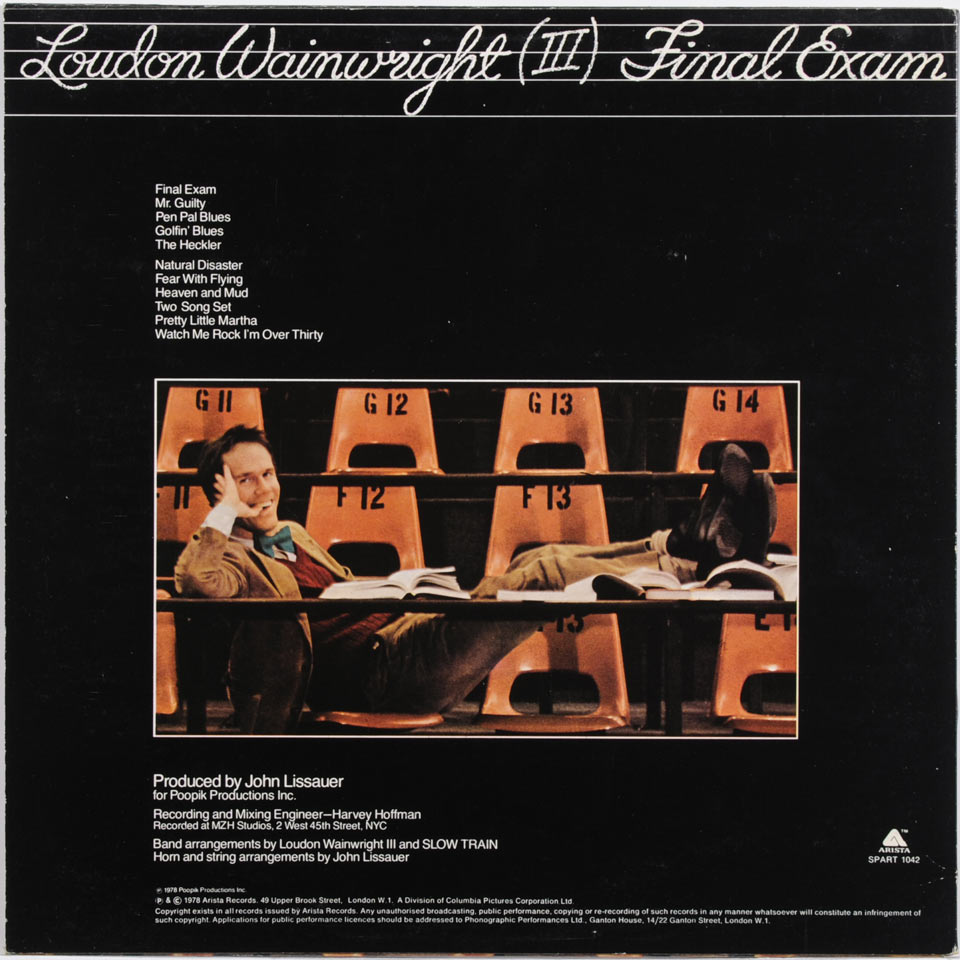 Loudon Wainwright (III) Final Exam
Final Exam
Mr. Guilty
Pen Pal Blues
Golfin' Blues
The Heckler
Natural Disaster
Fear With Flying
Heaven and Mud
Two Song Set
Pretty Little Martha
Watch Me Rock I'm Over Thirty
G 11 G 12 G 13 G 14
11 F 12 F 13
13 E 1
Produced by John Lissauer
for Poopik Productions Inc.
Recording and Mixing Engineer—Harvey Hoffman
Recorded at MZH Studios, 2 West 45th Street, NYC
Band arrangements by Loudon Wainwright III and SLOW TRAIN
Horn and string arrangements by John Lissauer
TM
ARISTA
SPART 1042
℗ 1978 Poopik Productions Inc.
℗ & © 1978 Arista Records. 49 Upper Brook Street, London W.1. A Division of Columbia Pictures Corporation Ltd.
Copyright exists in all records issued by Arista Records. Any unauthorised broadcasting, public performance, copying or re-recording of such records in any manner whatsoever will constitute an infringement of
such copyright. Applications for public performance licences should be addressed to Phonographic Performances Ltd., Ganton House, 14/22 Ganton Street, London W.1.